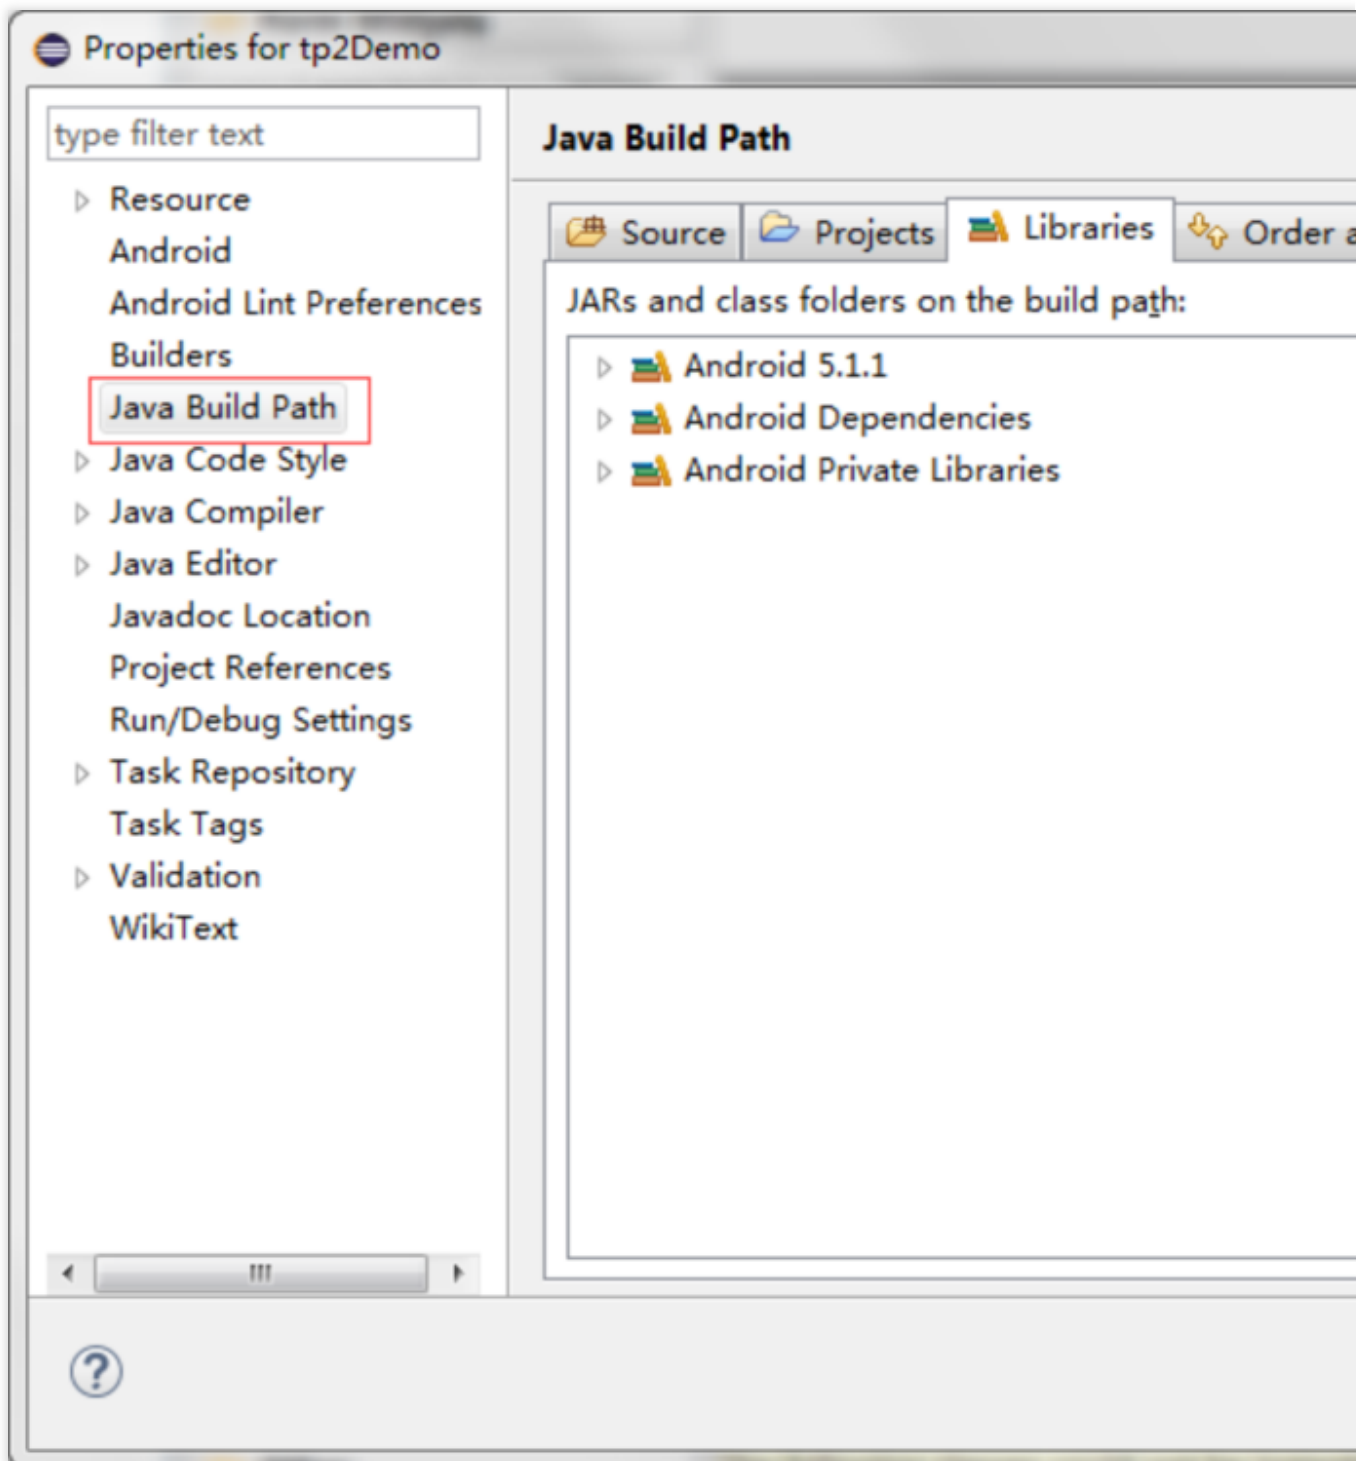 Properties for tp2Demo
type filter text
Resource
Android
Android Lint Preferences
Builders
Java Build Path
Java Code Style
Java Compiler
Java Editor
Javadoc Location
Project References
Run/Debug Settings
Task Repository
Task Tags
Validation
WikiText
Java Build Path
Source Projects Libraries Order a
JARs and class folders on the build path:
Android 5.1.1
Android Dependencies
Android Private Libraries